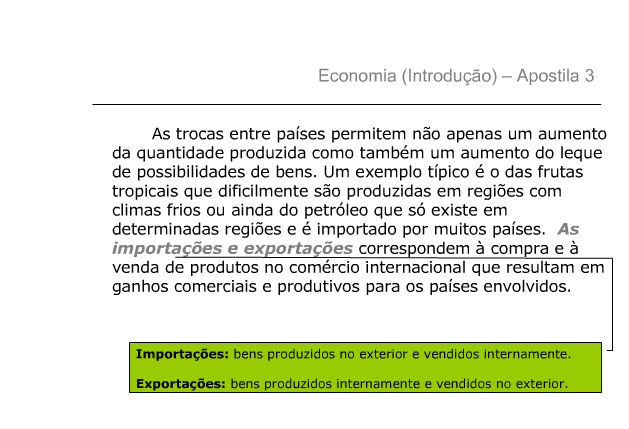 Economia (Introdução) – Apostila 3
As trocas entre países permitem não apenas um aumento
da quantidade produzida como também um aumento do leque
de possibilidades de bens. Um exemplo típico é o das frutas
tropicais que dificilmente são produzidas em regiões com
climas frios ou ainda do petróleo que só existe em
determinadas regiões e é importado por muitos países. As
importações e exportações correspondem à compra e à
venda de produtos no comércio internacional que resultam em
ganhos comerciais e produtivos para os países envolvidos.
Importações: bens produzidos no exterior e vendidos internamente.
Exportações: bens produzidos internamente e vendidos no exterior.